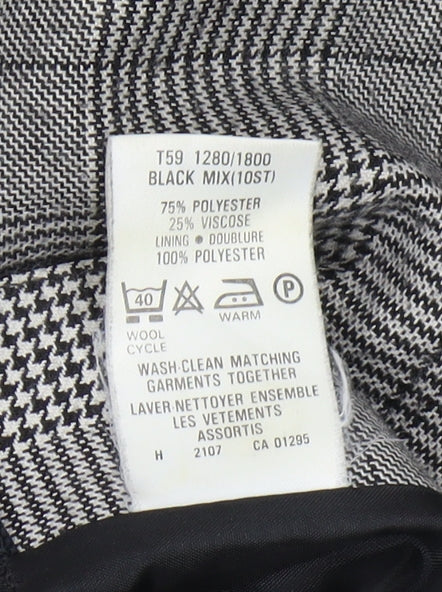 T59 1280/1800
BLACK MIX(10ST)
75% POLYESTER
25% VISCOSE
LINING • DOUBLURE
100% POLYESTER
40 P
WARM
WOOL
CYCLE
WASH-CLEAN MATCHING
GARMENTS TOGETHER
LAVER-NETTOYER ENSEMBLE
LES VETEMENTS
ASSORTIS
H 2107 CA 01295